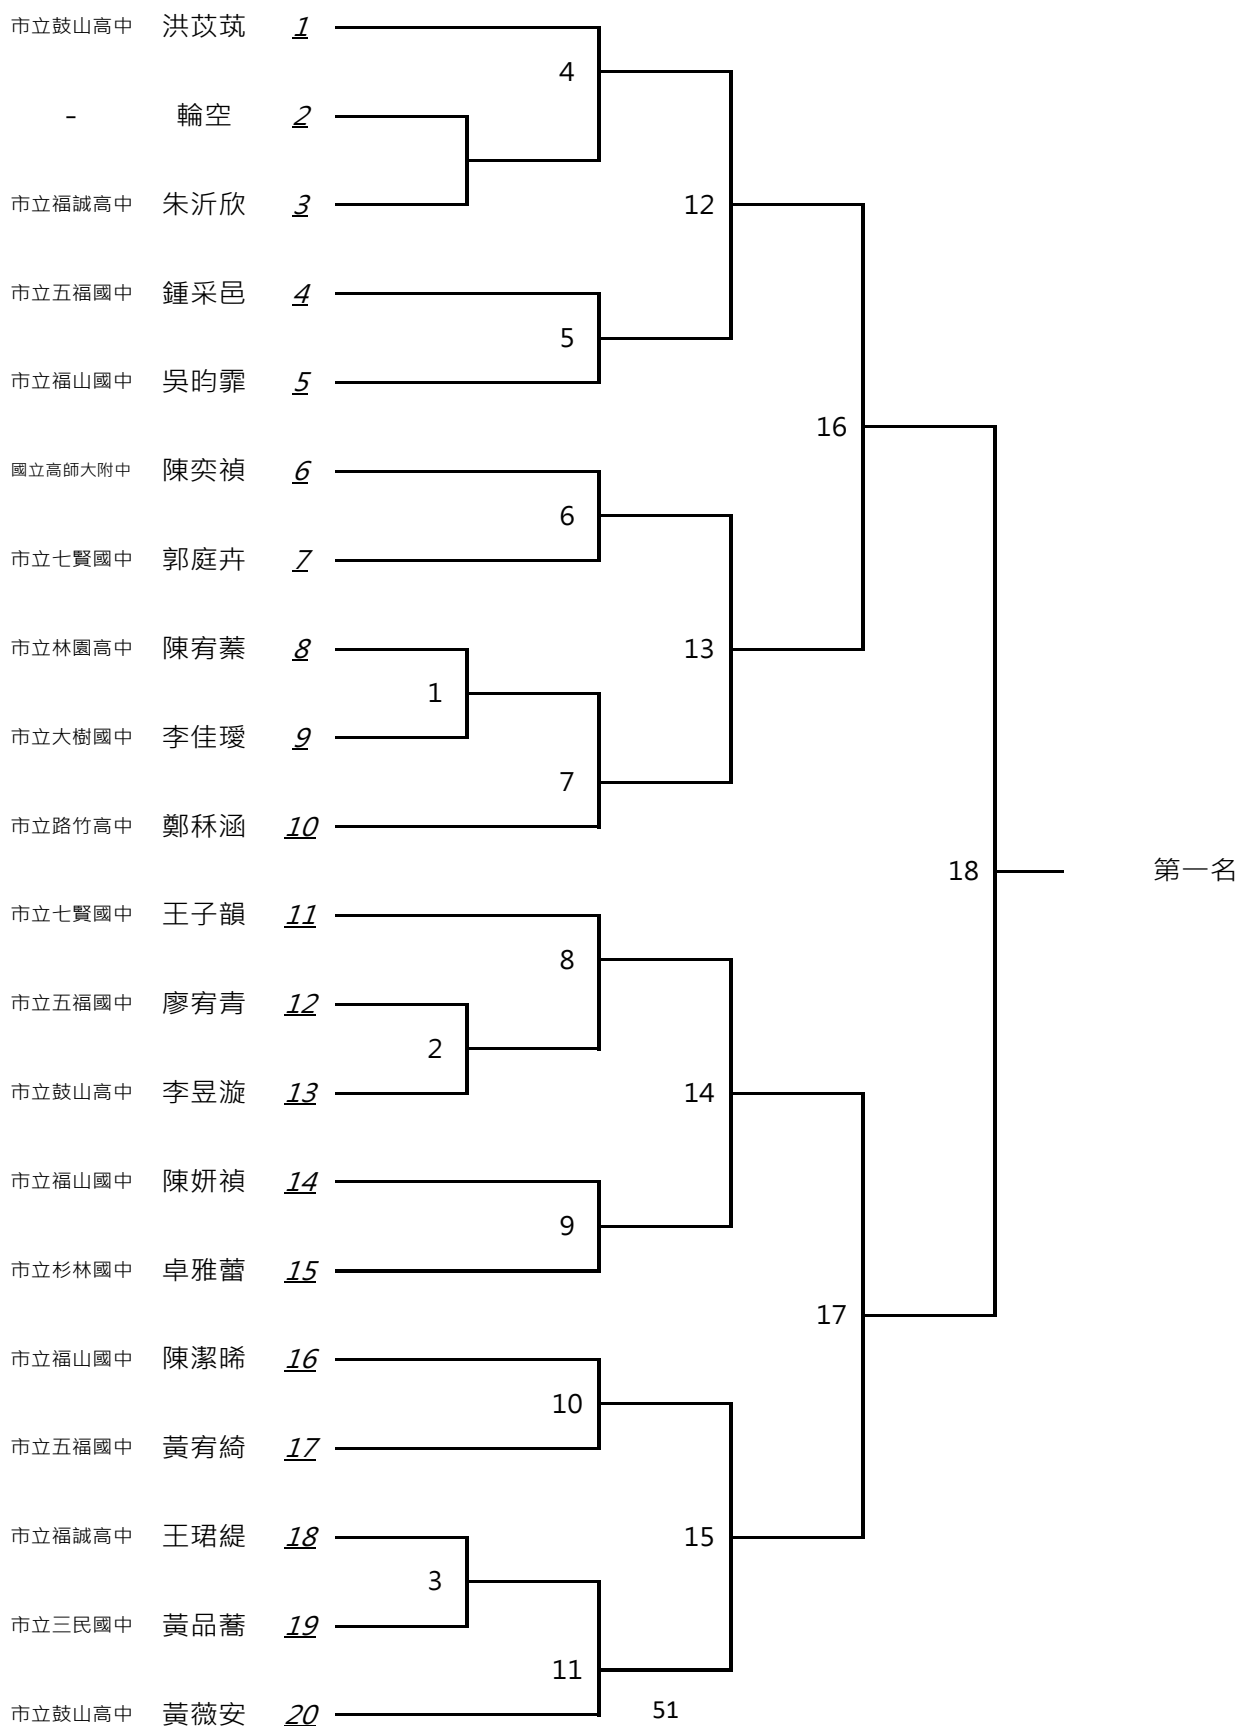 市立鼓山高中 洪苡茿 1
4
- 輪空 2
市立福誠高中 朱沂欣 3
12
市立五福國中 鍾采邑 4
5
市立福山國中 吳昀霏 5
16
國立高師大附中 陳奕禎 6
6
市立七賢國中 郭庭卉 7
市立林園高中 陳宥蓁 8
13
1
市立大樹國中 李佳璦 9
7
市立路竹高中 鄭秝涵 10
18 第一名
市立七賢國中 王子韻 11
8
市立五福國中 廖宥青 12
2
市立鼓山高中 李昱漩 13
14
市立福山國中 陳妍禎 14
9
市立杉林國中 卓雅蕾 15
17
市立福山國中 陳潔晞 16
10
市立五福國中 黃宥綺 17
市立福誠高中 王珺緹 18
15
3
市立三民國中 黃品蕎 19
11
市立鼓山高中 黃薇安 20
51